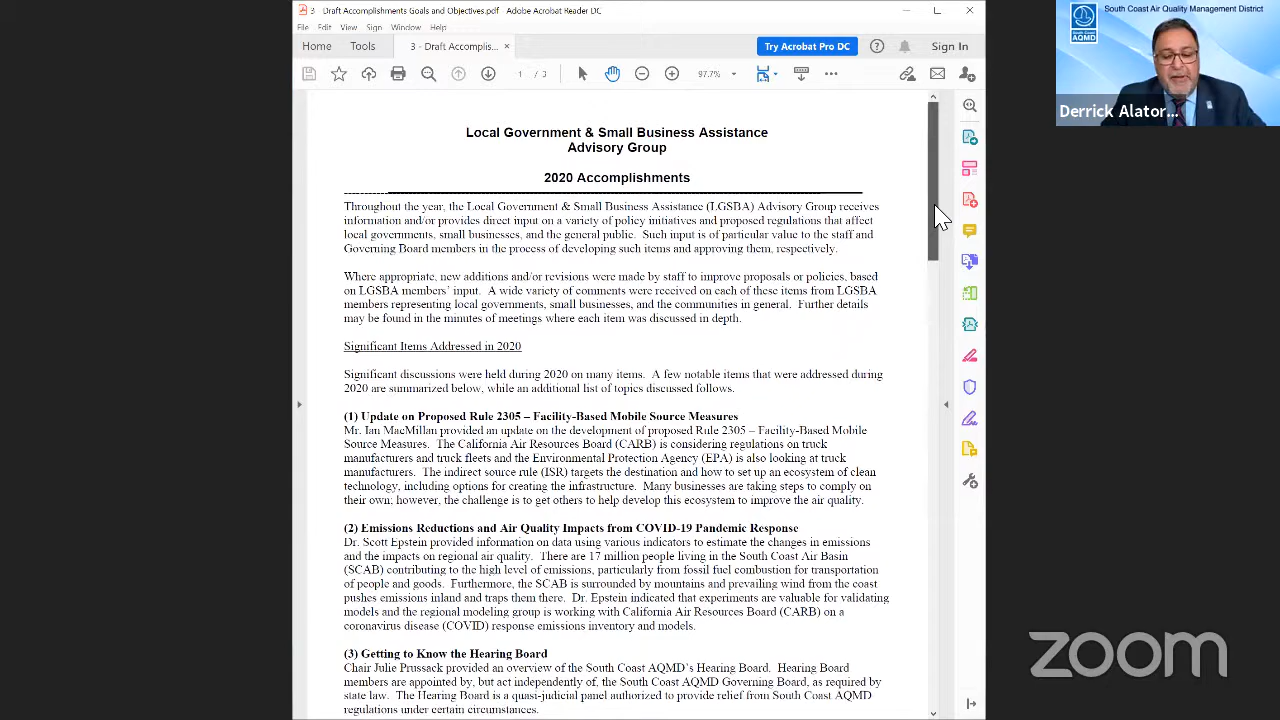 3 - Draft Accomplishments Goals and Objectives.pdf - Adobe Acrobat Reader DC
File Edit View Sign Window Help
Home Tools 3 - Draft Accomplis... × Try Acrobat Pro DC Sign In
1 / 3 97.7%
Local Government & Small Business Assistance
Advisory Group
2020 Accomplishments
Throughout the year, the Local Government & Small Business Assistance (LGSBA) Advisory Group receives
information and/or provides direct input on a variety of policy initiatives and proposed regulations that affect
local governments, small businesses, and the general public. Such input is of particular value to the staff and
Governing Board members in the process of developing such items and approving them, respectively.
Where appropriate, new additions and/or revisions were made by staff to improve proposals or policies, based
on LGSBA members' input. A wide variety of comments were received on each of these items from LGSBA
members representing local governments, small businesses, and the communities in general. Further details
may be found in the minutes of meetings where each item was discussed in depth.
Significant Items Addressed in 2020
Significant discussions were held during 2020 on many items. A few notable items that were addressed during
2020 are summarized below, while an additional list of topics discussed follows.
(1) Update on Proposed Rule 2305 – Facility-Based Mobile Source Measures
Mr. Ian MacMillan provided an update on the development of proposed Rule 2305 – Facility-Based Mobile
Source Measures. The California Air Resources Board (CARB) is considering regulations on truck
manufacturers and truck fleets and the Environmental Protection Agency (EPA) is also looking at truck
manufacturers. The indirect source rule (ISR) targets the destination and how to set up an ecosystem of clean
technology, including options for creating the infrastructure. Many businesses are taking steps to comply on
their own; however, the challenge is to get others to help develop this ecosystem to improve the air quality.
(2) Emissions Reductions and Air Quality Impacts from COVID-19 Pandemic Response
Dr. Scott Epstein provided information on data using various indicators to estimate the changes in emissions
and the impacts on regional air quality. There are 17 million people living in the South Coast Air Basin
(SCAB) contributing to the high level of emissions, particularly from fossil fuel combustion for transportation
of people and goods. Furthermore, the SCAB is surrounded by mountains and prevailing wind from the coast
pushes emissions inland and traps them there. Dr. Epstein indicated that experiments are valuable for validating
models and the regional modeling group is working with California Air Resources Board (CARB) on a
coronavirus disease (COVID) response emissions inventory and models.
(3) Getting to Know the Hearing Board
Chair Julie Prussack provided an overview of the South Coast AQMD's Hearing Board. Hearing Board
members are appointed by, but act independently of, the South Coast AQMD Governing Board, as required by
state law. The Hearing Board is a quasi-judicial panel authorized to provide relief from South Coast AQMD
regulations under certain circumstances.
South Coast Air Quality Management District
South Coast
AQMD
Derrick Alator...
zoom